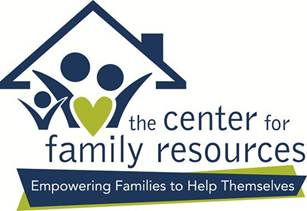 the center for
family resources
Empowering Families to Help Themselves